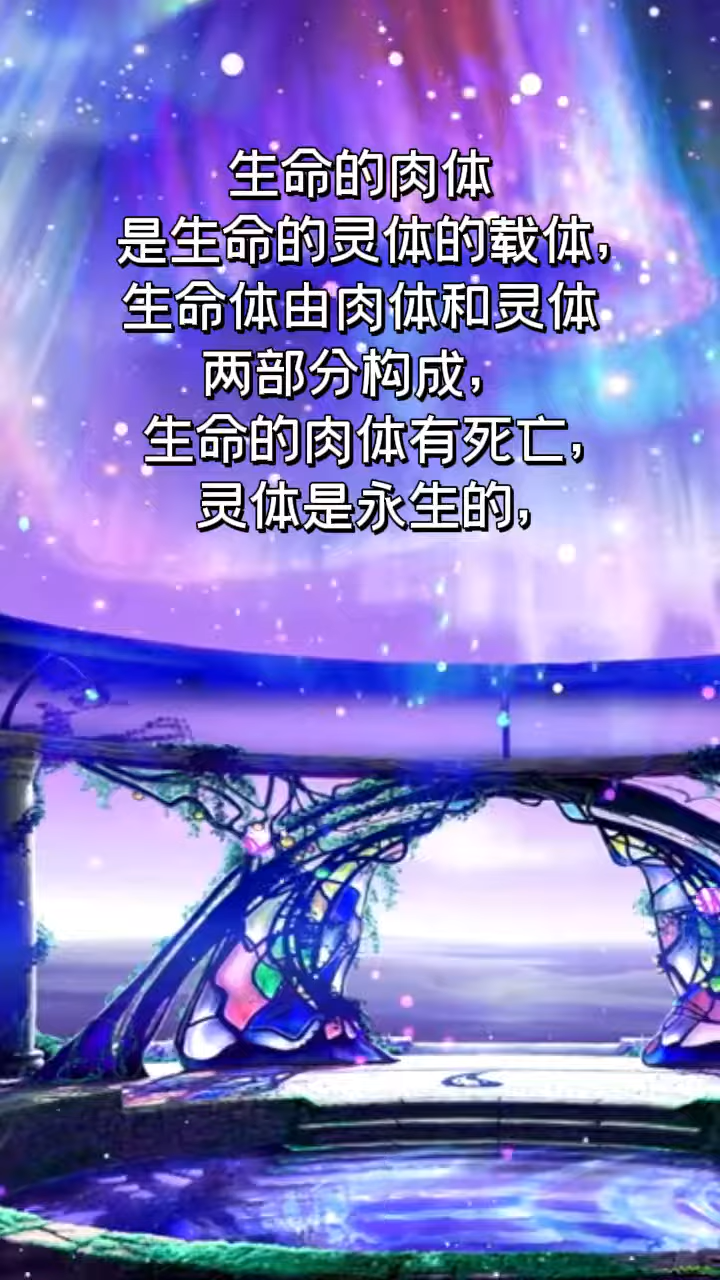 生命的肉体
是生命的灵体的载体，
生命体由肉体和灵体
两部分构成，
生命的肉体有死亡，
灵体是永生的，